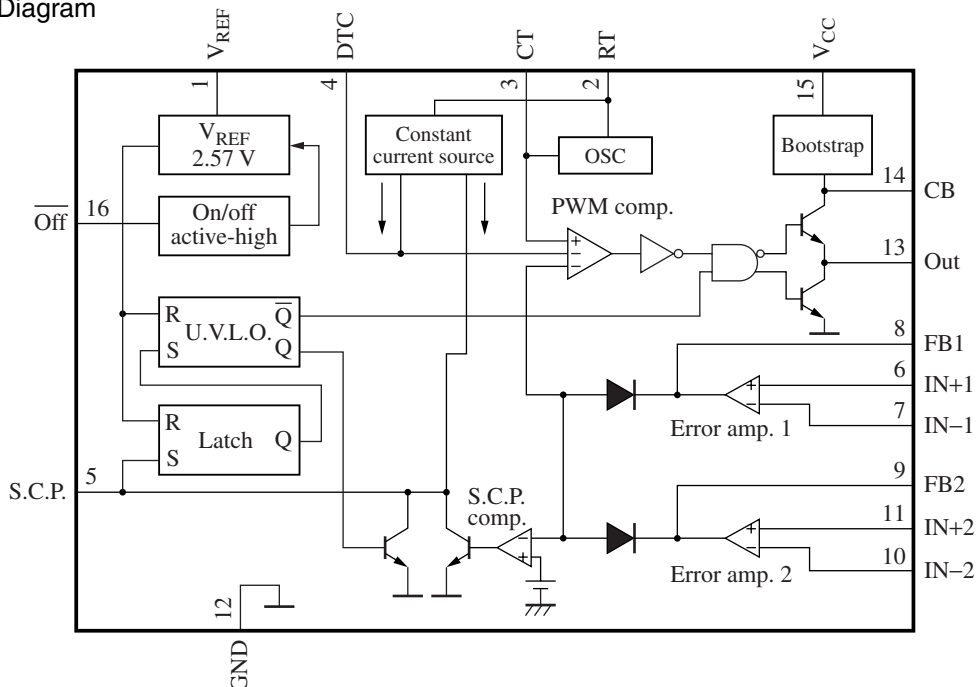 Diagram
VREF
DTC
CT
RT
VCC
1
4
3
2
15
VREF
2.57 V
Constant
current source
OSC
Bootstrap
Off
16
On/off
active-high
PWM comp.
14
CB
13
Out
R
S
U.V.L.O.
Q
Q
8
FB1
6
IN+1
7
IN−1
Error amp. 1
R
S
Latch
Q
S.C.P.
5
S.C.P.
comp.
9
FB2
11
IN+2
10
IN−2
Error amp. 2
12
GND